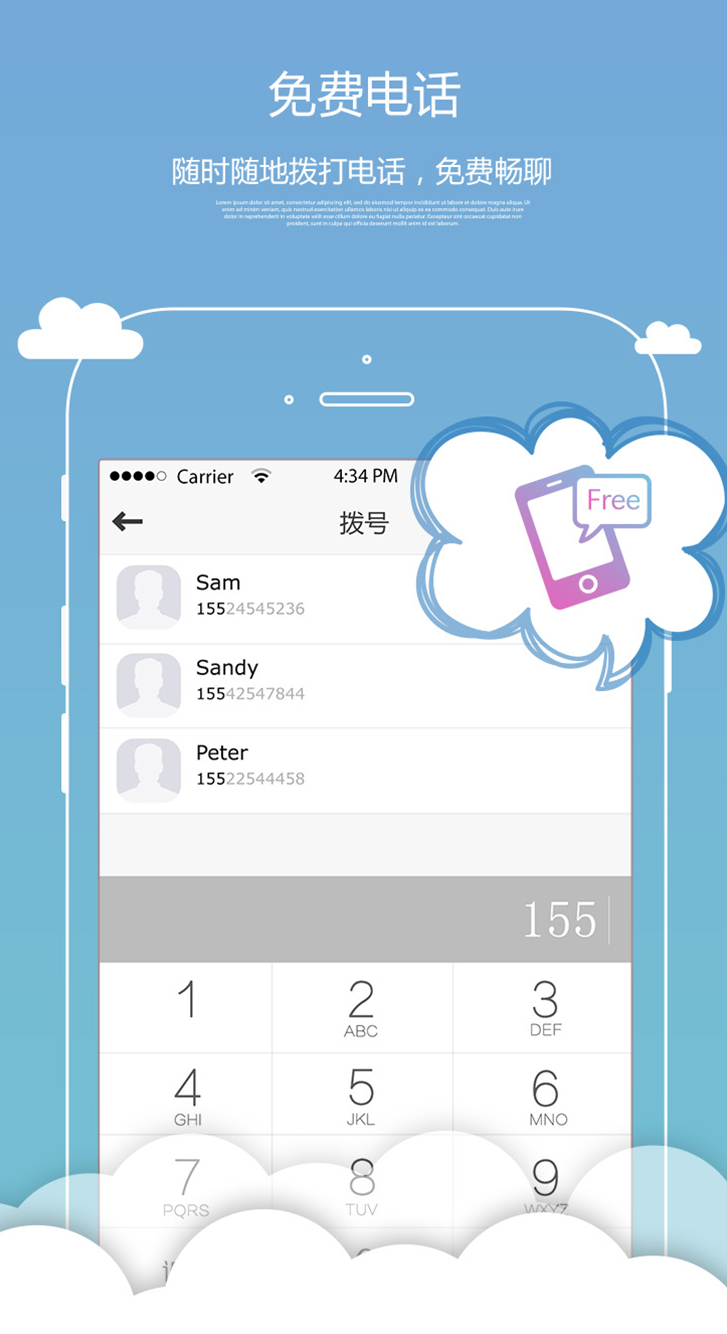 免费电话
随时随地拨打电话，免费畅聊
Lorem ipsum dolor sit amet, consectetur adipiscing elit, sed do eiusmod tempor incididunt ut labore et dolore magna aliqua. Ut
enim ad minim veniam, quis nostrud exercitation ullamco laboris nisi ut aliquip ex ea commodo consequat. Duis aute irure
dolor in reprehenderit in voluptate velit esse cillum dolore eu fugiat nulla pariatur. Excepteur sint occaecat cupidatat non
proident, sunt in culpa qui officia deserunt mollit anim id est laborum.
Carrier 4:34 PM
Free
拨号
Sam
15524545236
Sandy
15542547844
Peter
15522544458
155
1 2 3
ABC DEF
4 5 6
GHI JKL MNO
7 8 9
PQRS TUV WXYZ